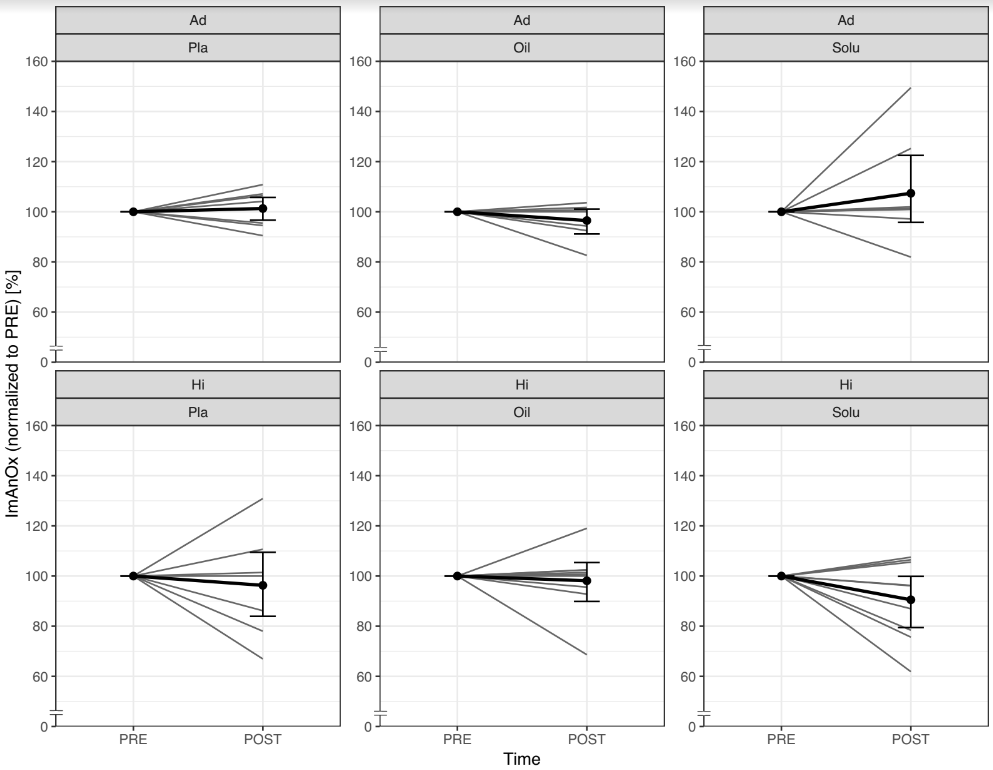 Ad Ad Ad
Pla Oil Solu
160 160 160
140 140 140
120 120 120
100 100 100
80 80 80
60 60 60
0 0 0
ImAnOx (normalized to PRE) [%]
Hi Hi Hi
Pla Oil Solu
160 160 160
140 140 140
120 120 120
100 100 100
80 80 80
60 60 60
0 0 0
PRE POST PRE POST PRE POST
Time